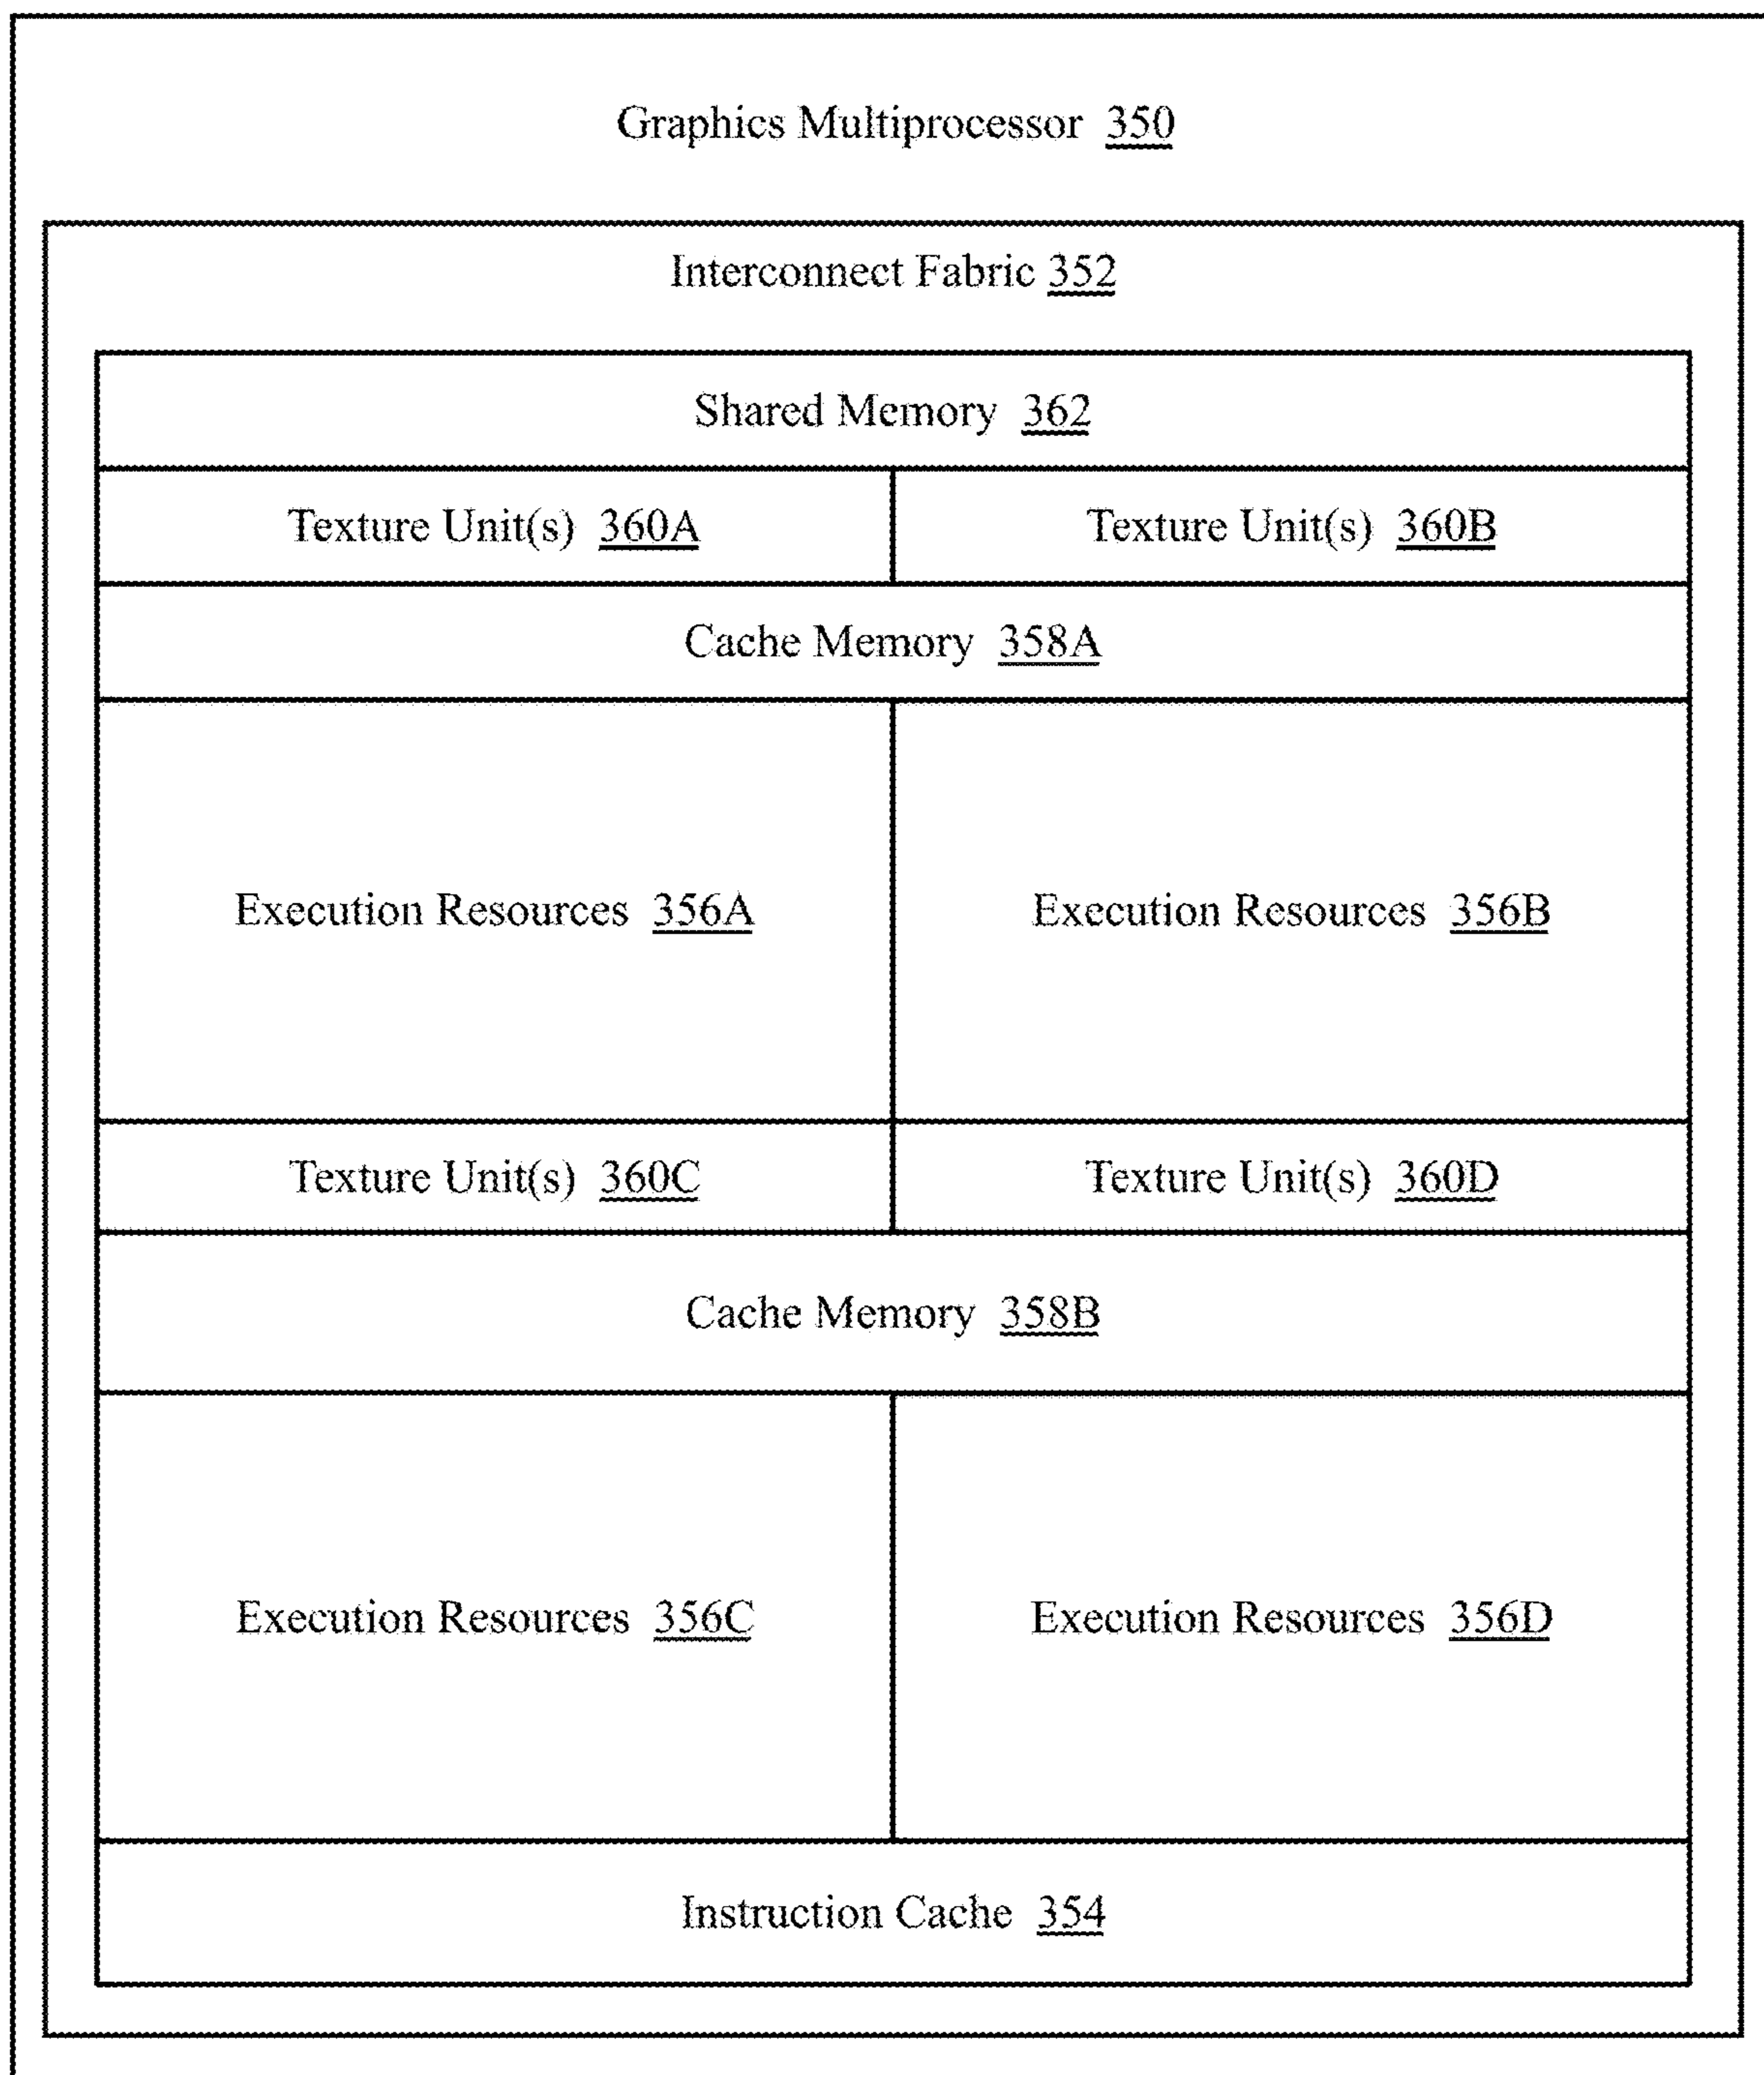 Graphics Multiprocessor 350
Interconnect Fabric 352
Shared Memory 362
Texture Unit(s) 360A
Texture Unit(s) 360B
Cache Memory 358A
Execution Resources 356A
Execution Resources 356B
Texture Unit(s) 360C
Texture Unit(s) 360D
Cache Memory 358B
Execution Resources 356C
Execution Resources 356D
Instruction Cache 354